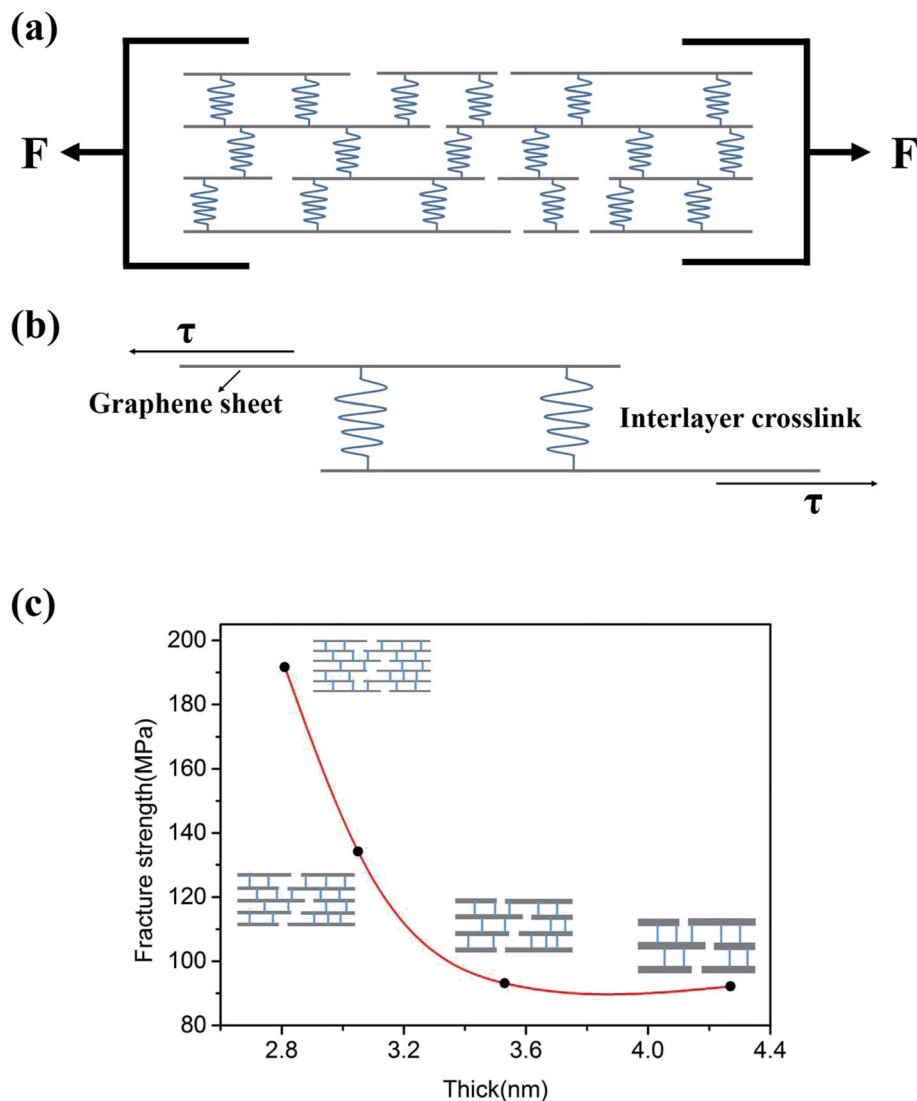 (a)
F
F
(b)
τ
Graphene sheet
Interlayer crosslink
τ
(c)
Fracture strength(MPa)
200
180
160
140
120
100
80
2.8 3.2 3.6 4.0 4.4
Thick(nm)